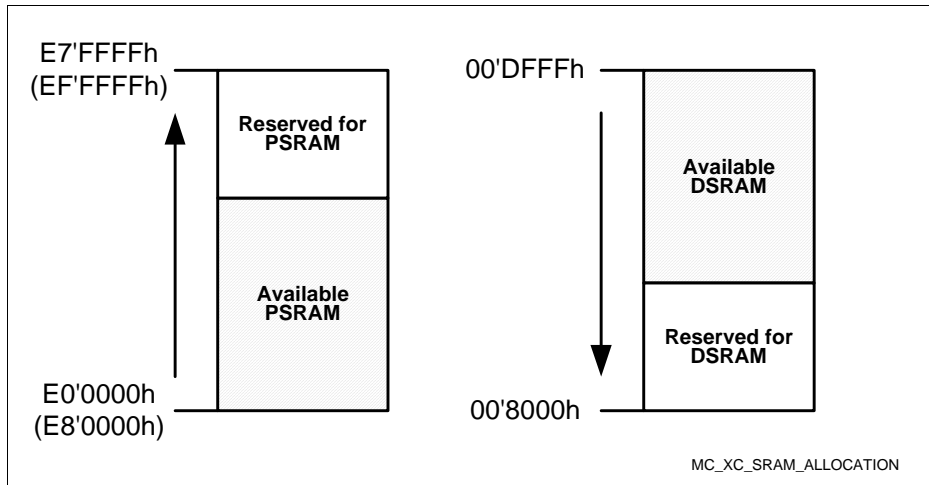 E7'FFFFh
(EF'FFFFh)
Reserved for
PSRAM
Available
PSRAM
E0'0000h
(E8'0000h)
00'DFFFh
Available
DSRAM
Reserved for
DSRAM
00'8000h
MC_XC_SRAM_ALLOCATION